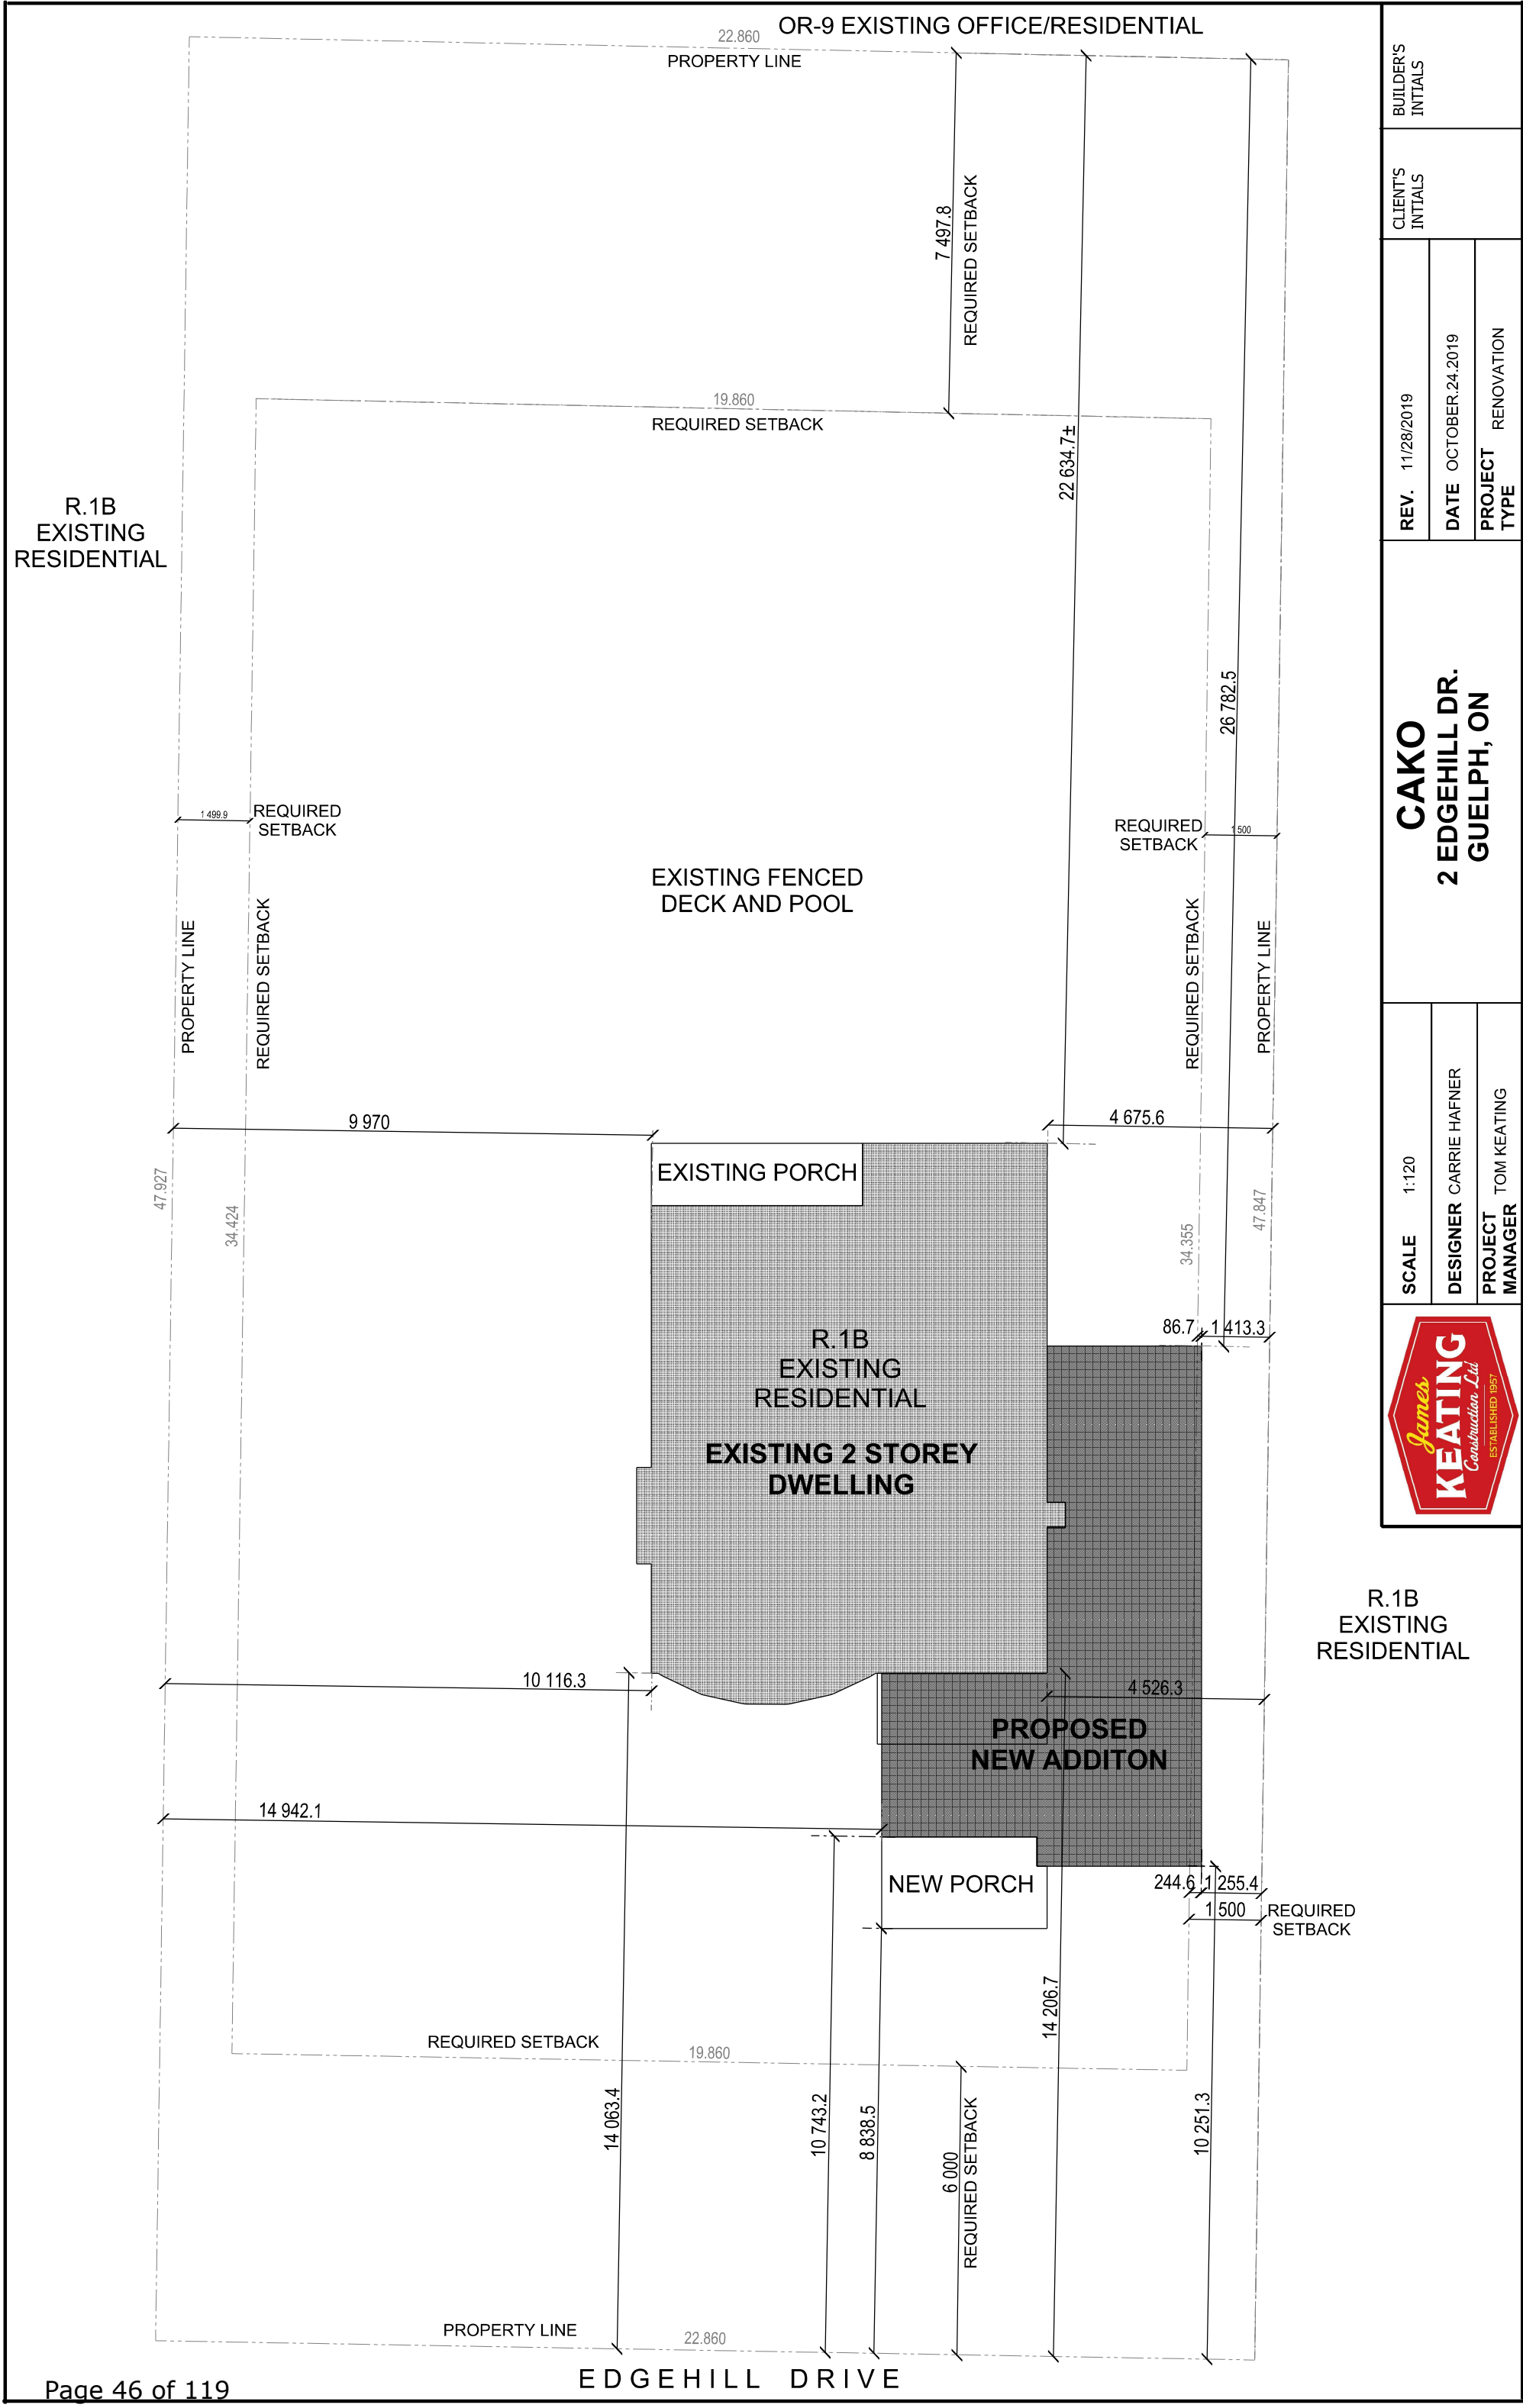 OR-9 EXISTING OFFICE/RESIDENTIAL
22.860
PROPERTY LINE
7 497.8
REQUIRED SETBACK
19.860
REQUIRED SETBACK
22 634.7±
R.1B
EXISTING
RESIDENTIAL
26 782.5
1 499.9
REQUIRED
SETBACK
REQUIRED
SETBACK
1 500
EXISTING FENCED
DECK AND POOL
PROPERTY LINE
REQUIRED SETBACK
REQUIRED SETBACK
PROPERTY LINE
9 970
4 675.6
EXISTING PORCH
47.927
34.424
34.355
47.847
86.7
1 413.3
R.1B
EXISTING
RESIDENTIAL
EXISTING 2 STOREY
DWELLING
R.1B
EXISTING
RESIDENTIAL
10 116.3
4 526.3
PROPOSED
NEW ADDITON
14 942.1
NEW PORCH
244.6
1 255.4
1 500
REQUIRED
SETBACK
14 206.7
REQUIRED SETBACK
19.860
14 063.4
10 743.2
8 838.5
6 000
REQUIRED SETBACK
10 251.3
PROPERTY LINE
22.860
EDGEHILL DRIVE
Page 46 of 119
BUILDER'S
INTIALS
CLIENT'S
INTIALS
REV. 11/28/2019
DATE OCTOBER.24.2019
PROJECT
TYPE RENOVATION
CAKO
2 EDGEHILL DR.
GUELPH, ON
SCALE 1:120
DESIGNER CARRIE HAFNER
PROJECT
MANAGER TOM KEATING
James
KEATING
Construction Ltd
ESTABLISHED 1957